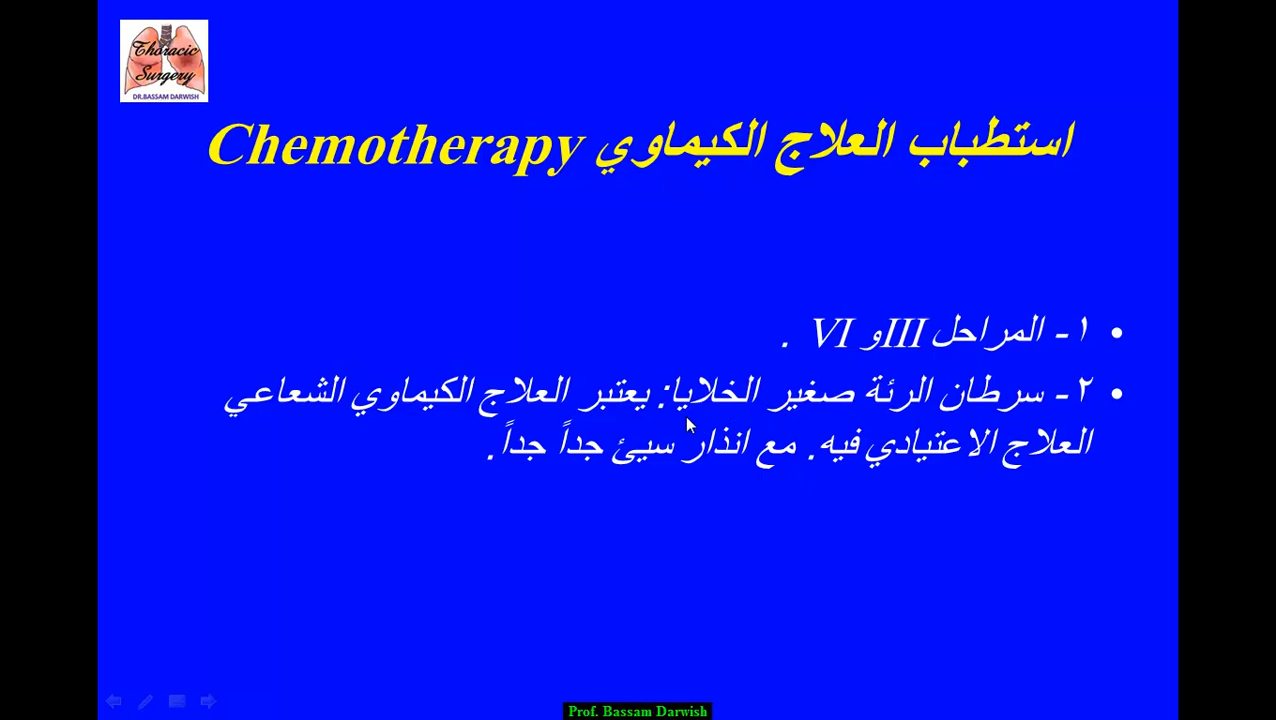 Thoracic
Surgery
DR.BASSAM DARWISH
استطباب العلاج الكيماوي Chemotherapy
• ١- المراحل III و VI .
• ٢- سرطان الرئة صغير الخلايا: يعتبر العلاج الكيماوي الشعاعي
العلاج الاعتيادي فيه. مع انذار سيئ جداً جداً.
Prof. Bassam Darwish